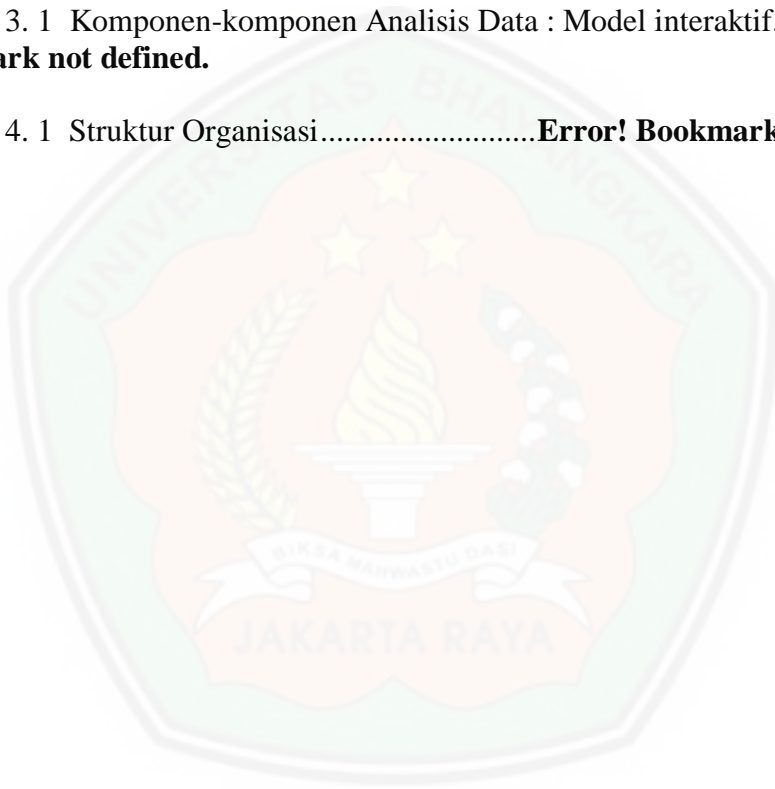 3. 1 Komponen-komponen Analisis Data : Model interaktif.
ark not defined.
4. 1 Struktur Organisasi...........................Error! Bookmark
UNIVERSITAS BHAYANGKARA
BIKSA MAHWASTU DASI
JAKARTA RAYA